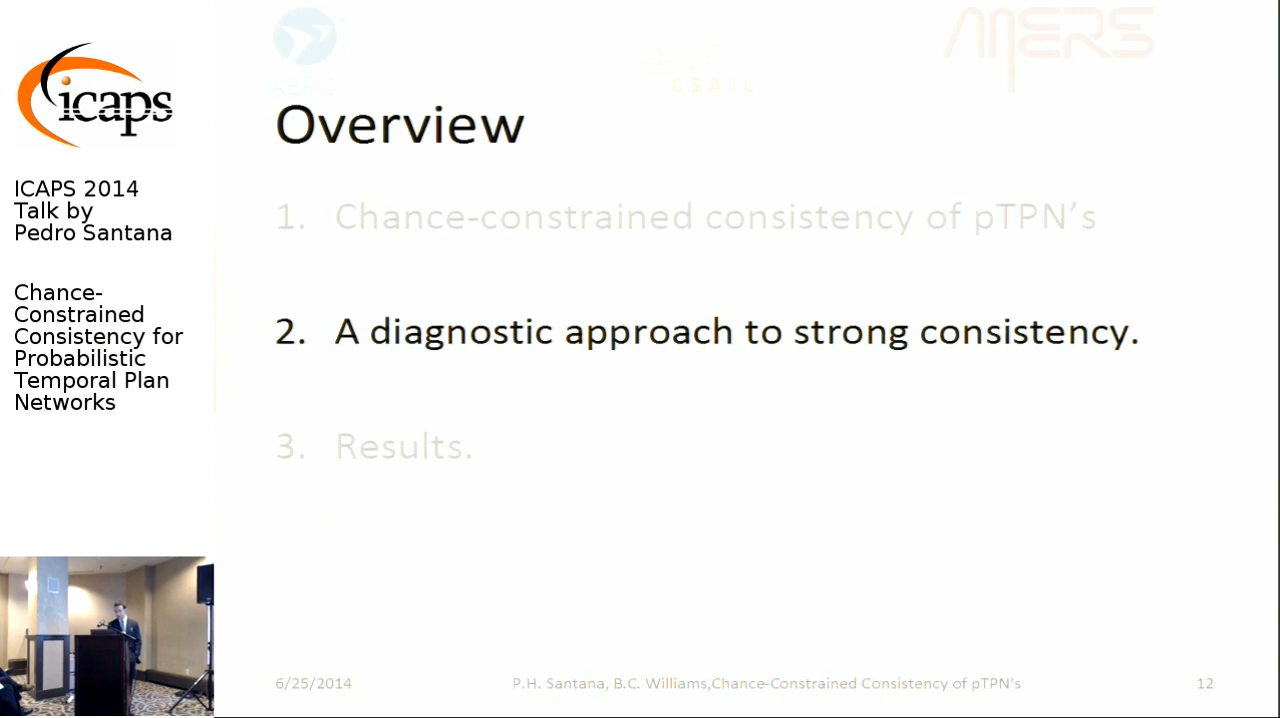 icaps
ICAPS 2014
Talk by
Pedro Santana
Chance-
Constrained
Consistency for
Probabilistic
Temporal Plan
Networks
MERS
CSAIL
Overview
1. Chance-constrained consistency of pTPN’s
2. A diagnostic approach to strong consistency.
3. Results.
6/25/2014
P.H. Santana, B.C. Williams,Chance-Constrained Consistency of pTPN's
12